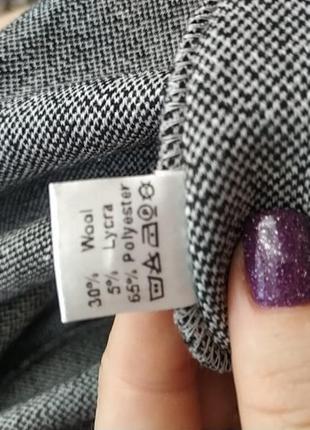 30% Wool
5% Lycra
65% Polyester